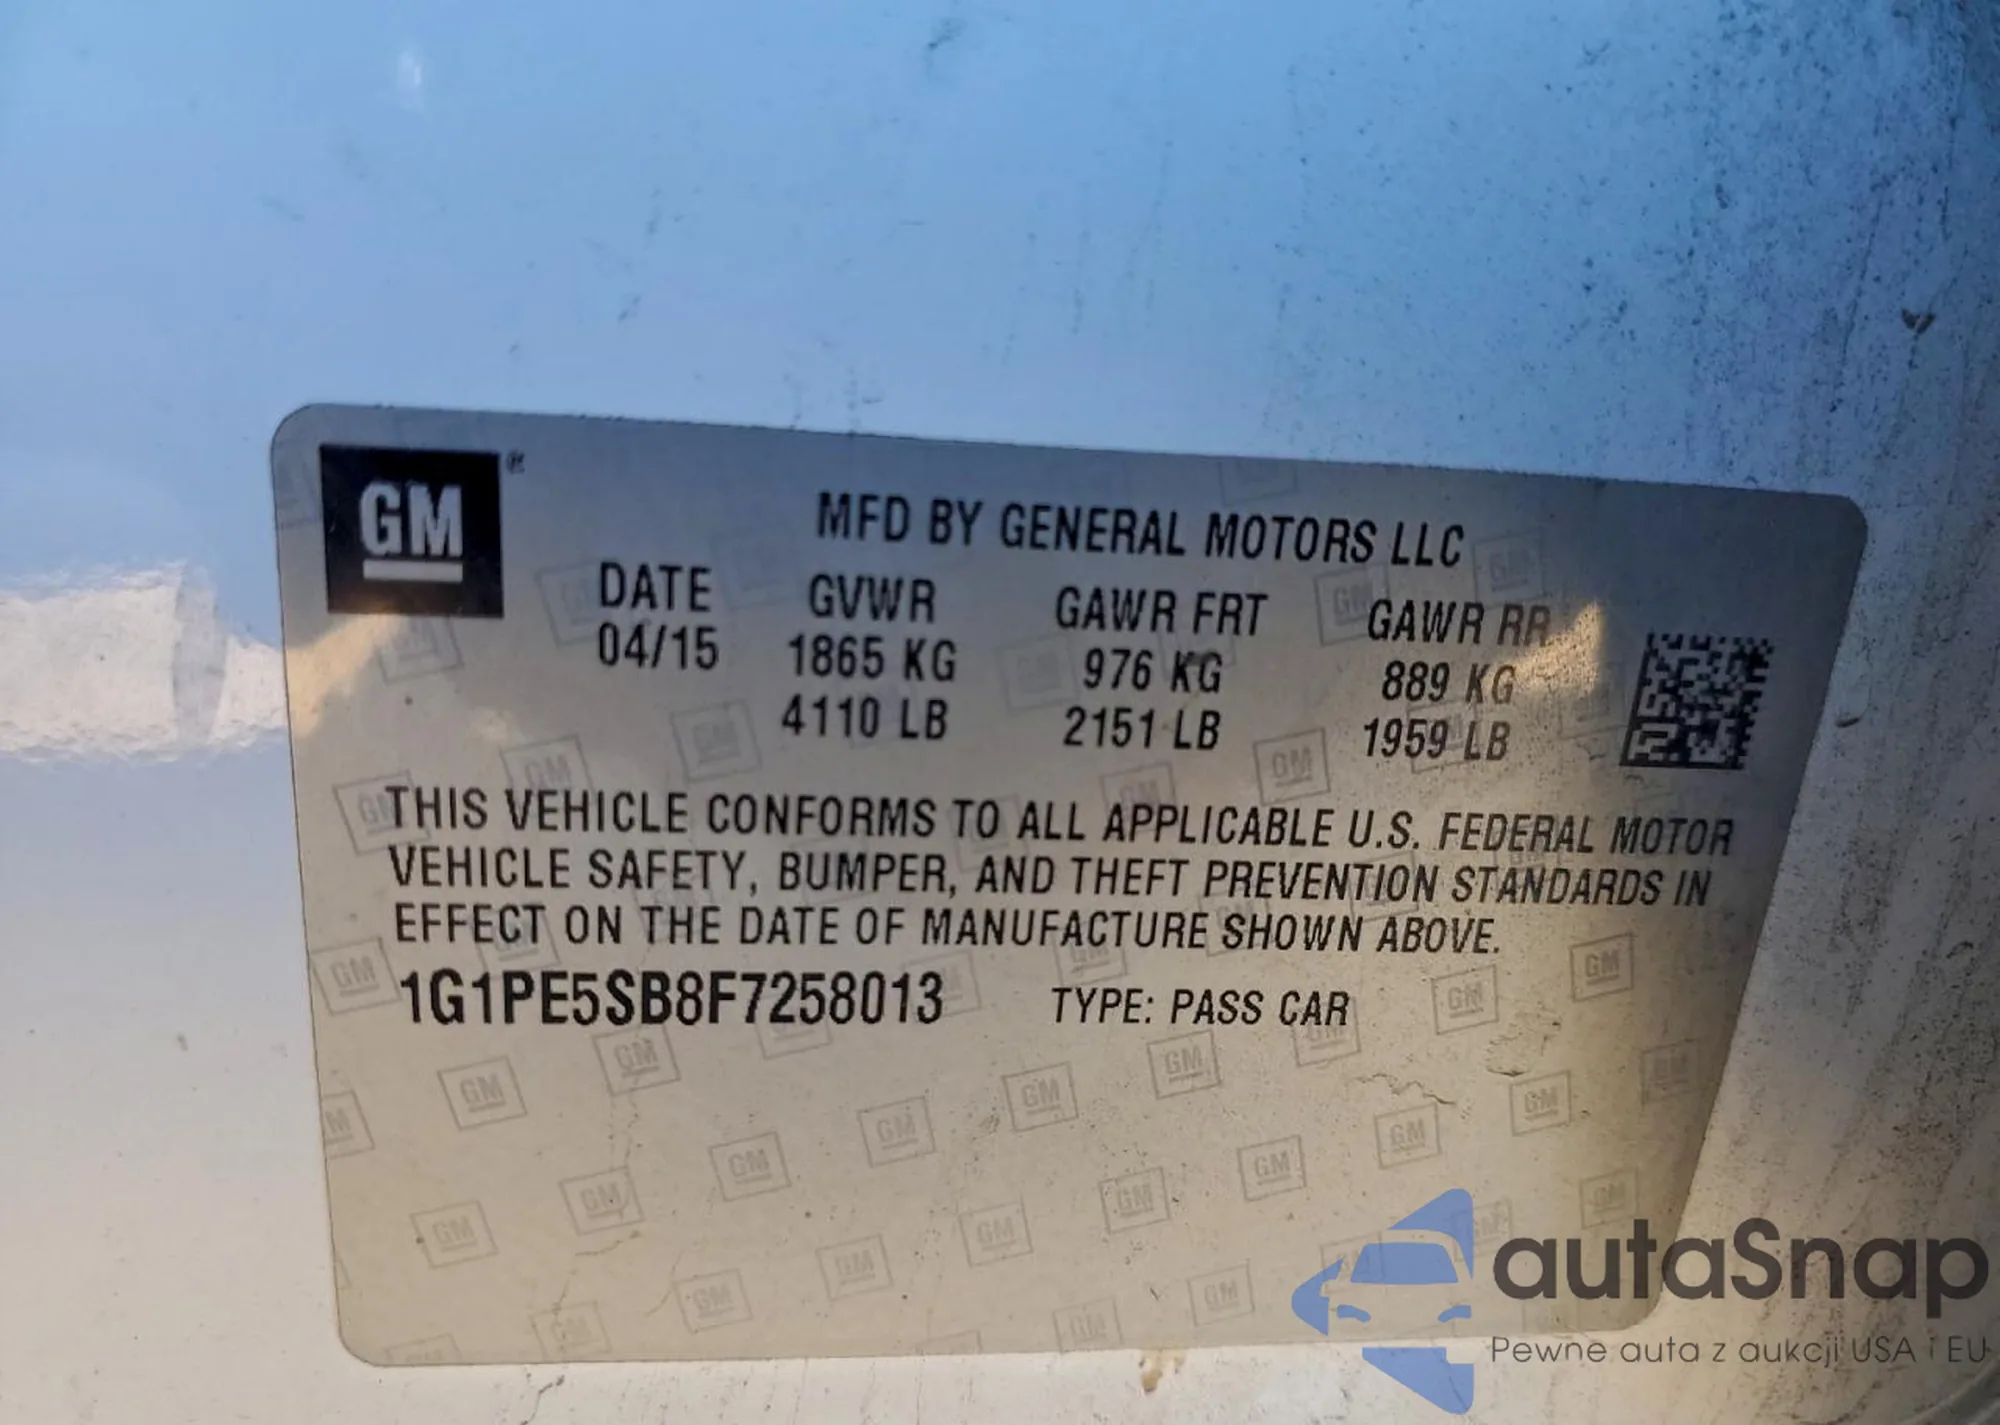 GM®
MFD BY GENERAL MOTORS LLC
DATE GVWR GAWR FRT GAWR RR
04/15 1865 KG 976 KG 889 KG
4110 LB 2151 LB 1959 LB
THIS VEHICLE CONFORMS TO ALL APPLICABLE U.S. FEDERAL MOTOR
VEHICLE SAFETY, BUMPER, AND THEFT PREVENTION STANDARDS IN
EFFECT ON THE DATE OF MANUFACTURE SHOWN ABOVE.
1G1PE5SB8F7258013 TYPE: PASS CAR
autaSnap
Pewne auta z aukcji USA i EU